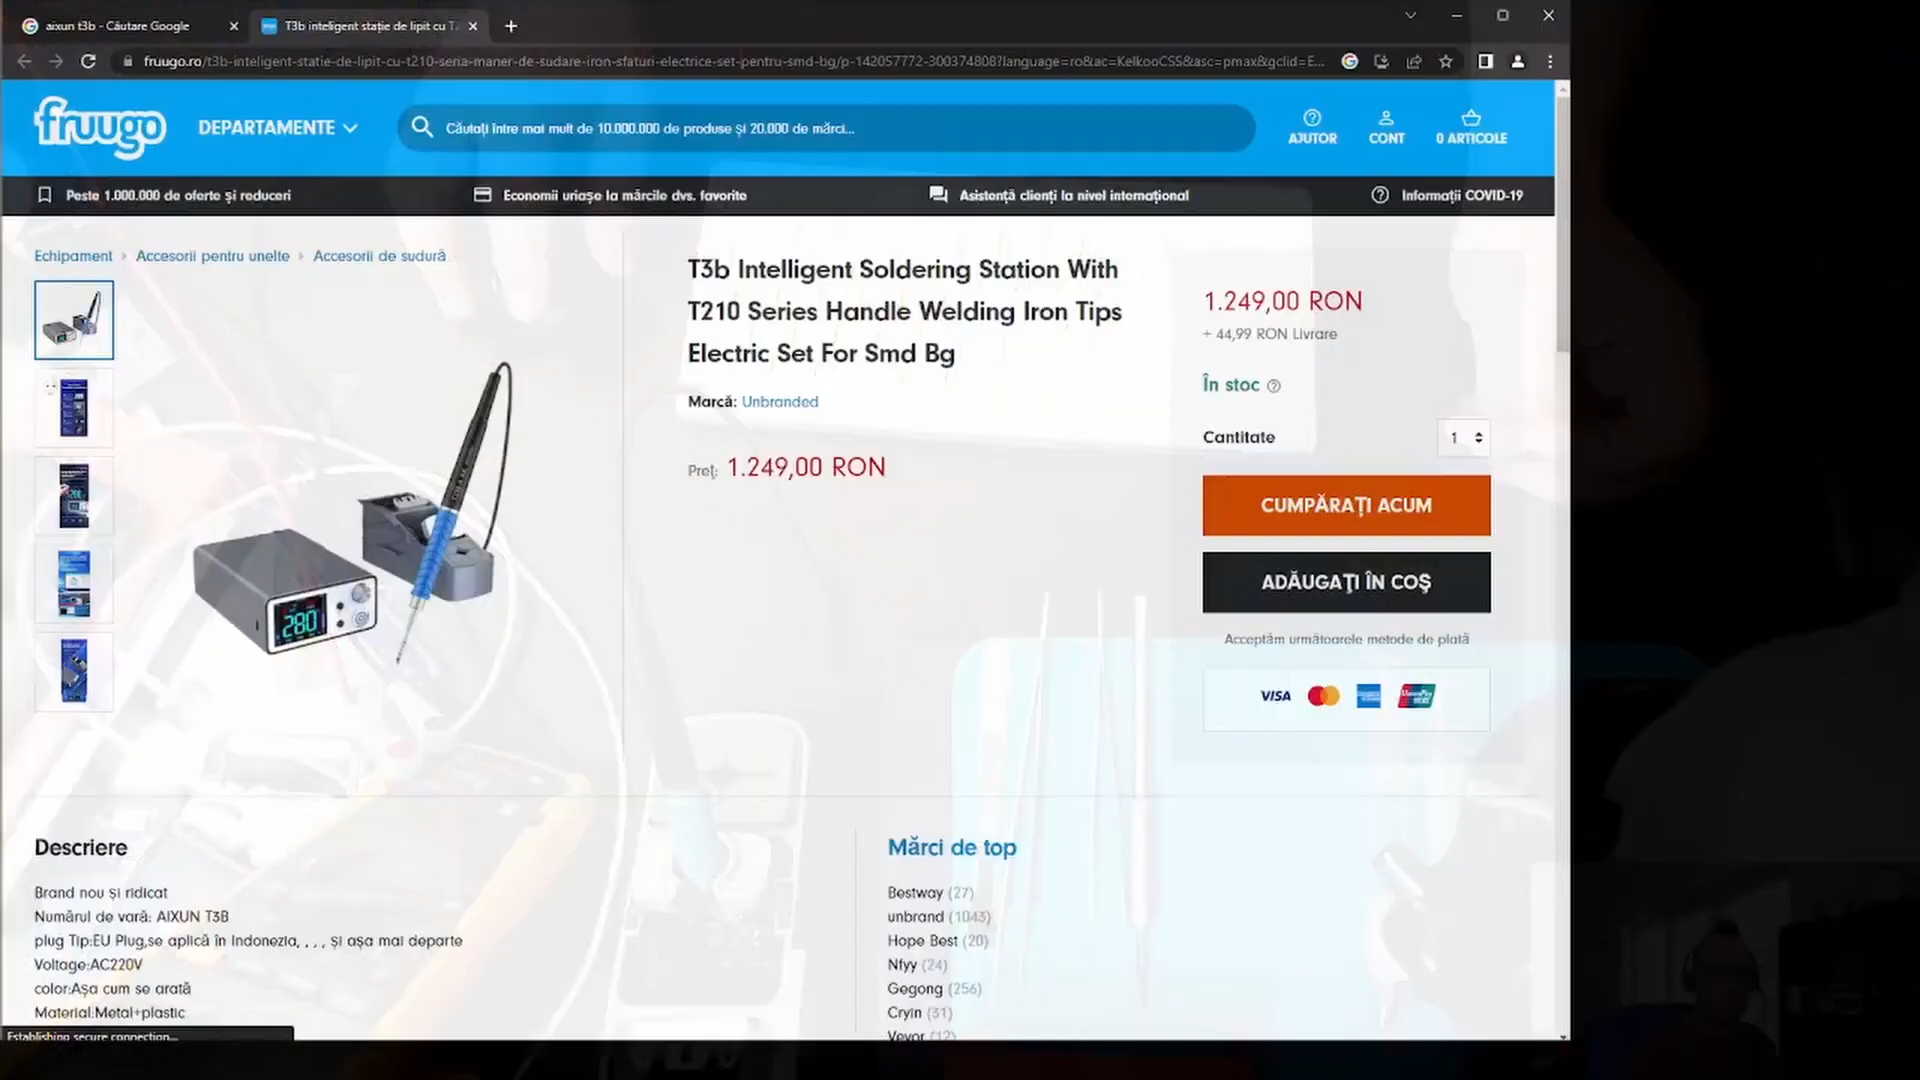 aixun t3b - Căutare Google
T3b inteligent stație de lipit cu T
fruugo.ro/t3b-inteligent-statie-de-lipit-cu-t210-seria-maner-de-sudare-iron-sfaturi-electrice-set-pentru-smd-bg/p-142057772-300374808?language=ro&ac=KelkooCSS&asc=pmax&gclid=E...
fruugo
DEPARTAMENTE
Căutați între mai mult de 10.000.000 de produse și 20.000 de mărci...
AJUTOR
CONT
0 ARTICOLE
Peste 1.000.000 de oferte și reduceri
Economii uriașe la mărcile dvs. favorite
Asistență clienți la nivel internațional
Informații COVID-19
Echipament
Accesorii pentru unelte
Accesorii de sudură
T3b Intelligent Soldering Station With
T210 Series Handle Welding Iron Tips
Electric Set For Smd Bg
Marcă: Unbranded
Preț: 1.249,00 RON
1.249,00 RON
+ 44,99 RON Livrare
În stoc
Cantitate
1
CUMPĂRAȚI ACUM
ADĂUGAȚI ÎN COȘ
Acceptăm următoarele metode de plată
VISA
280
Descriere
Brand nou și ridicat
Numărul de vară: AIXUN T3B
plug Tip:EU Plug,se aplică în Indonezia, , , , și așa mai departe
Voltage:AC220V
color:Așa cum se arată
Material:Metal+plastic
Mărci de top
Bestway (27)
unbrand (1043)
Hope Best (20)
Nfyy (24)
Gegong (256)
Cryin (31)
Vevor (12)
Establishing secure connection...